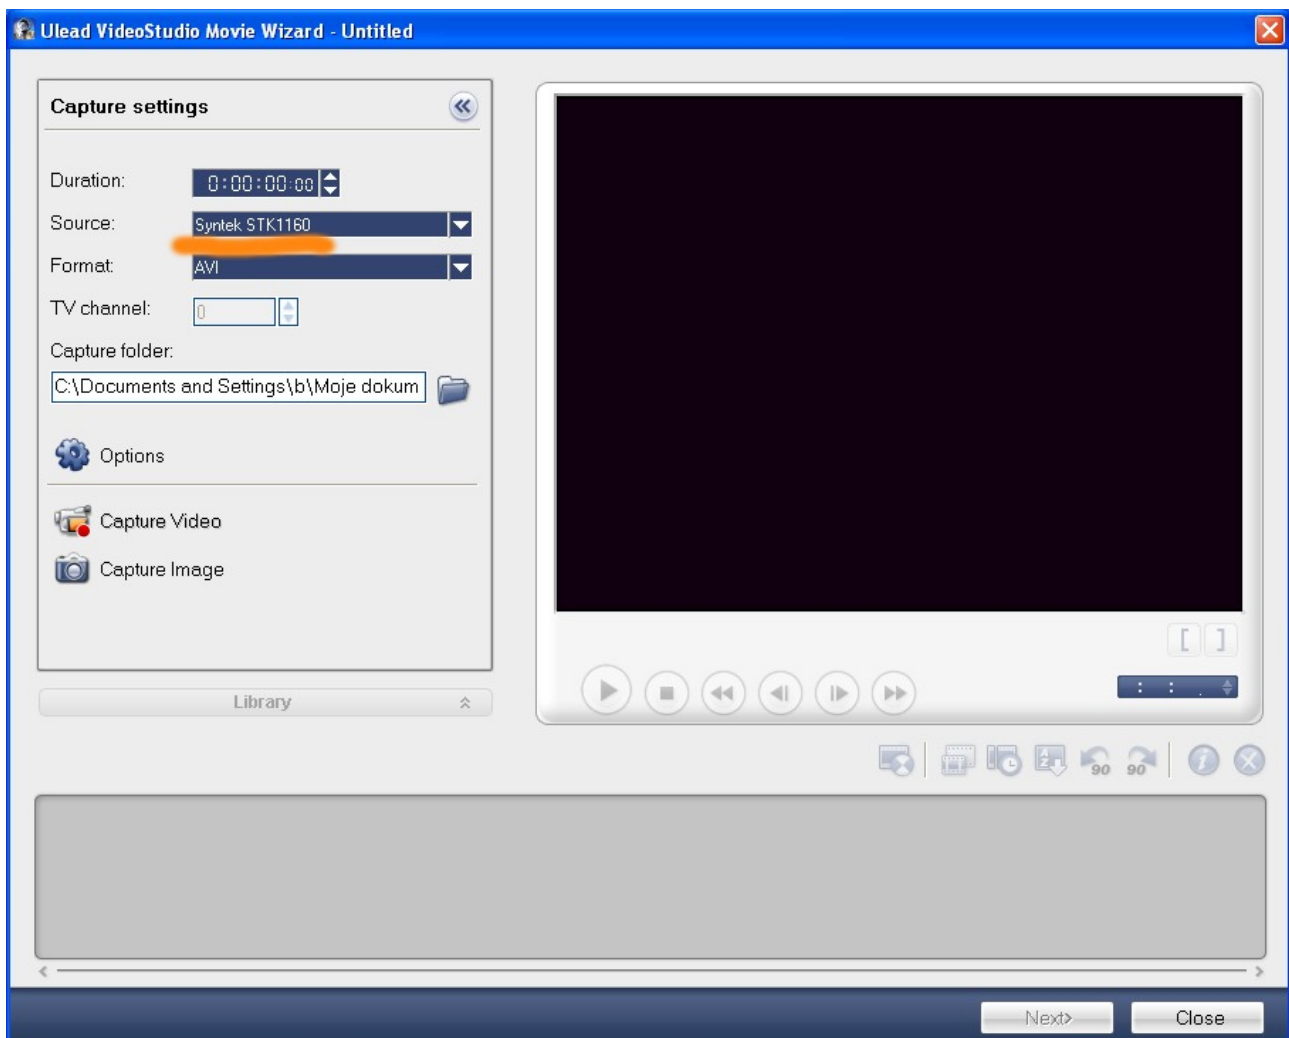 Ulead VideoStudio Movie Wizard - Untitled
Capture settings
Duration: 0:00:00:00
Source: Syntek STK1160
Format: AVI
TV channel: 0
Capture folder:
C:\Documents and Settings\b\Moje dokum
Options
Capture Video
Capture Image
[ ]
Library
: : .
90 90
Next>
Close